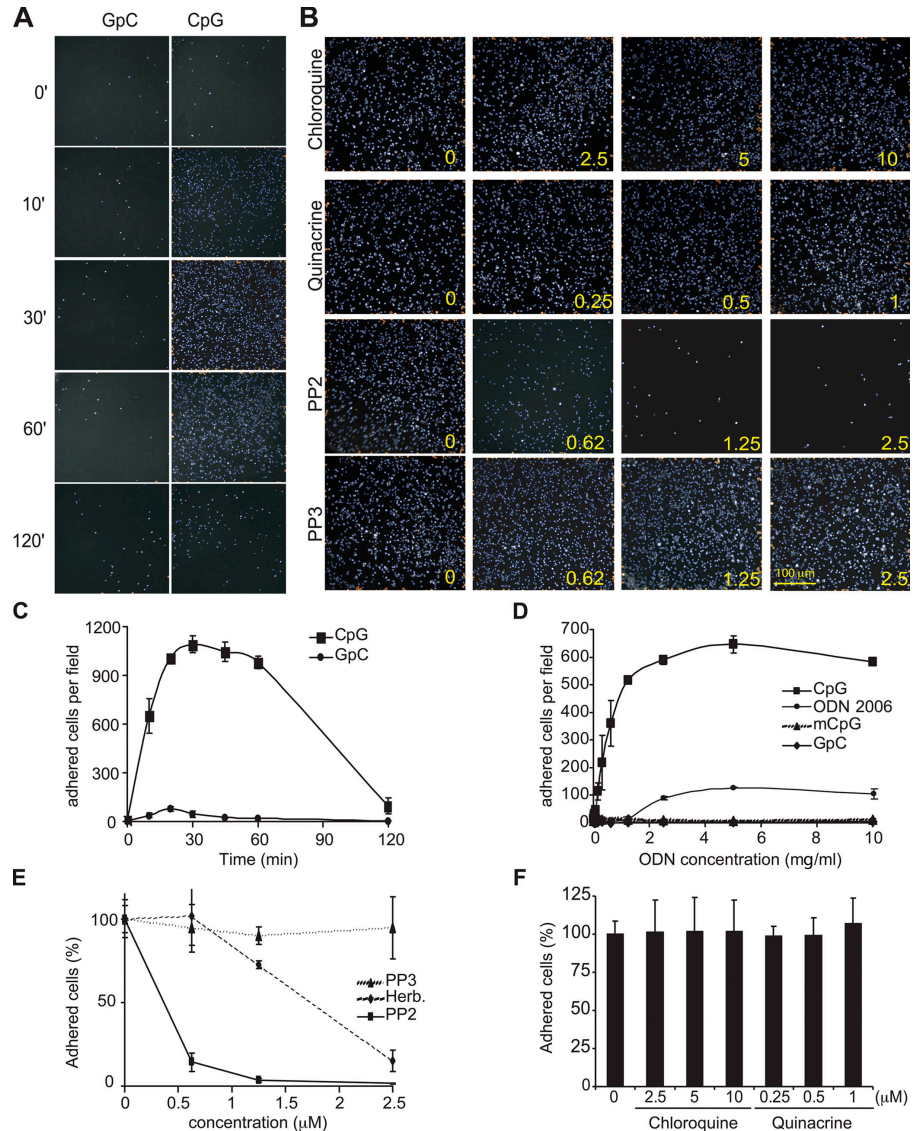 A
GpC CpG
0'
10'
30'
60'
120'
B
Chloroquine
0 2.5 5 10
Quinacrine
0 0.25 0.5 1
PP2
0 0.62 1.25 2.5
PP3
100 µm
0 0.62 1.25 2.5
C
adhered cells per field
1200
900
600
300
0
0 30 60 90 120
Time (min)
CpG
GpC
D
adhered cells per field
700
600
500
400
300
200
100
0
0 2 4 6 8 10
ODN concentration (mg/ml)
CpG
ODN 2006
mCpG
GpC
E
Adhered cells (%)
100
50
0
0 0.5 1 1.5 2 2.5
concentration (µM)
PP3
Herb.
PP2
F
Adhered cells (%)
125
100
75
50
25
0
0 2.5 5 10 0.25 0.5 1 (µM)
Chloroquine Quinacrine